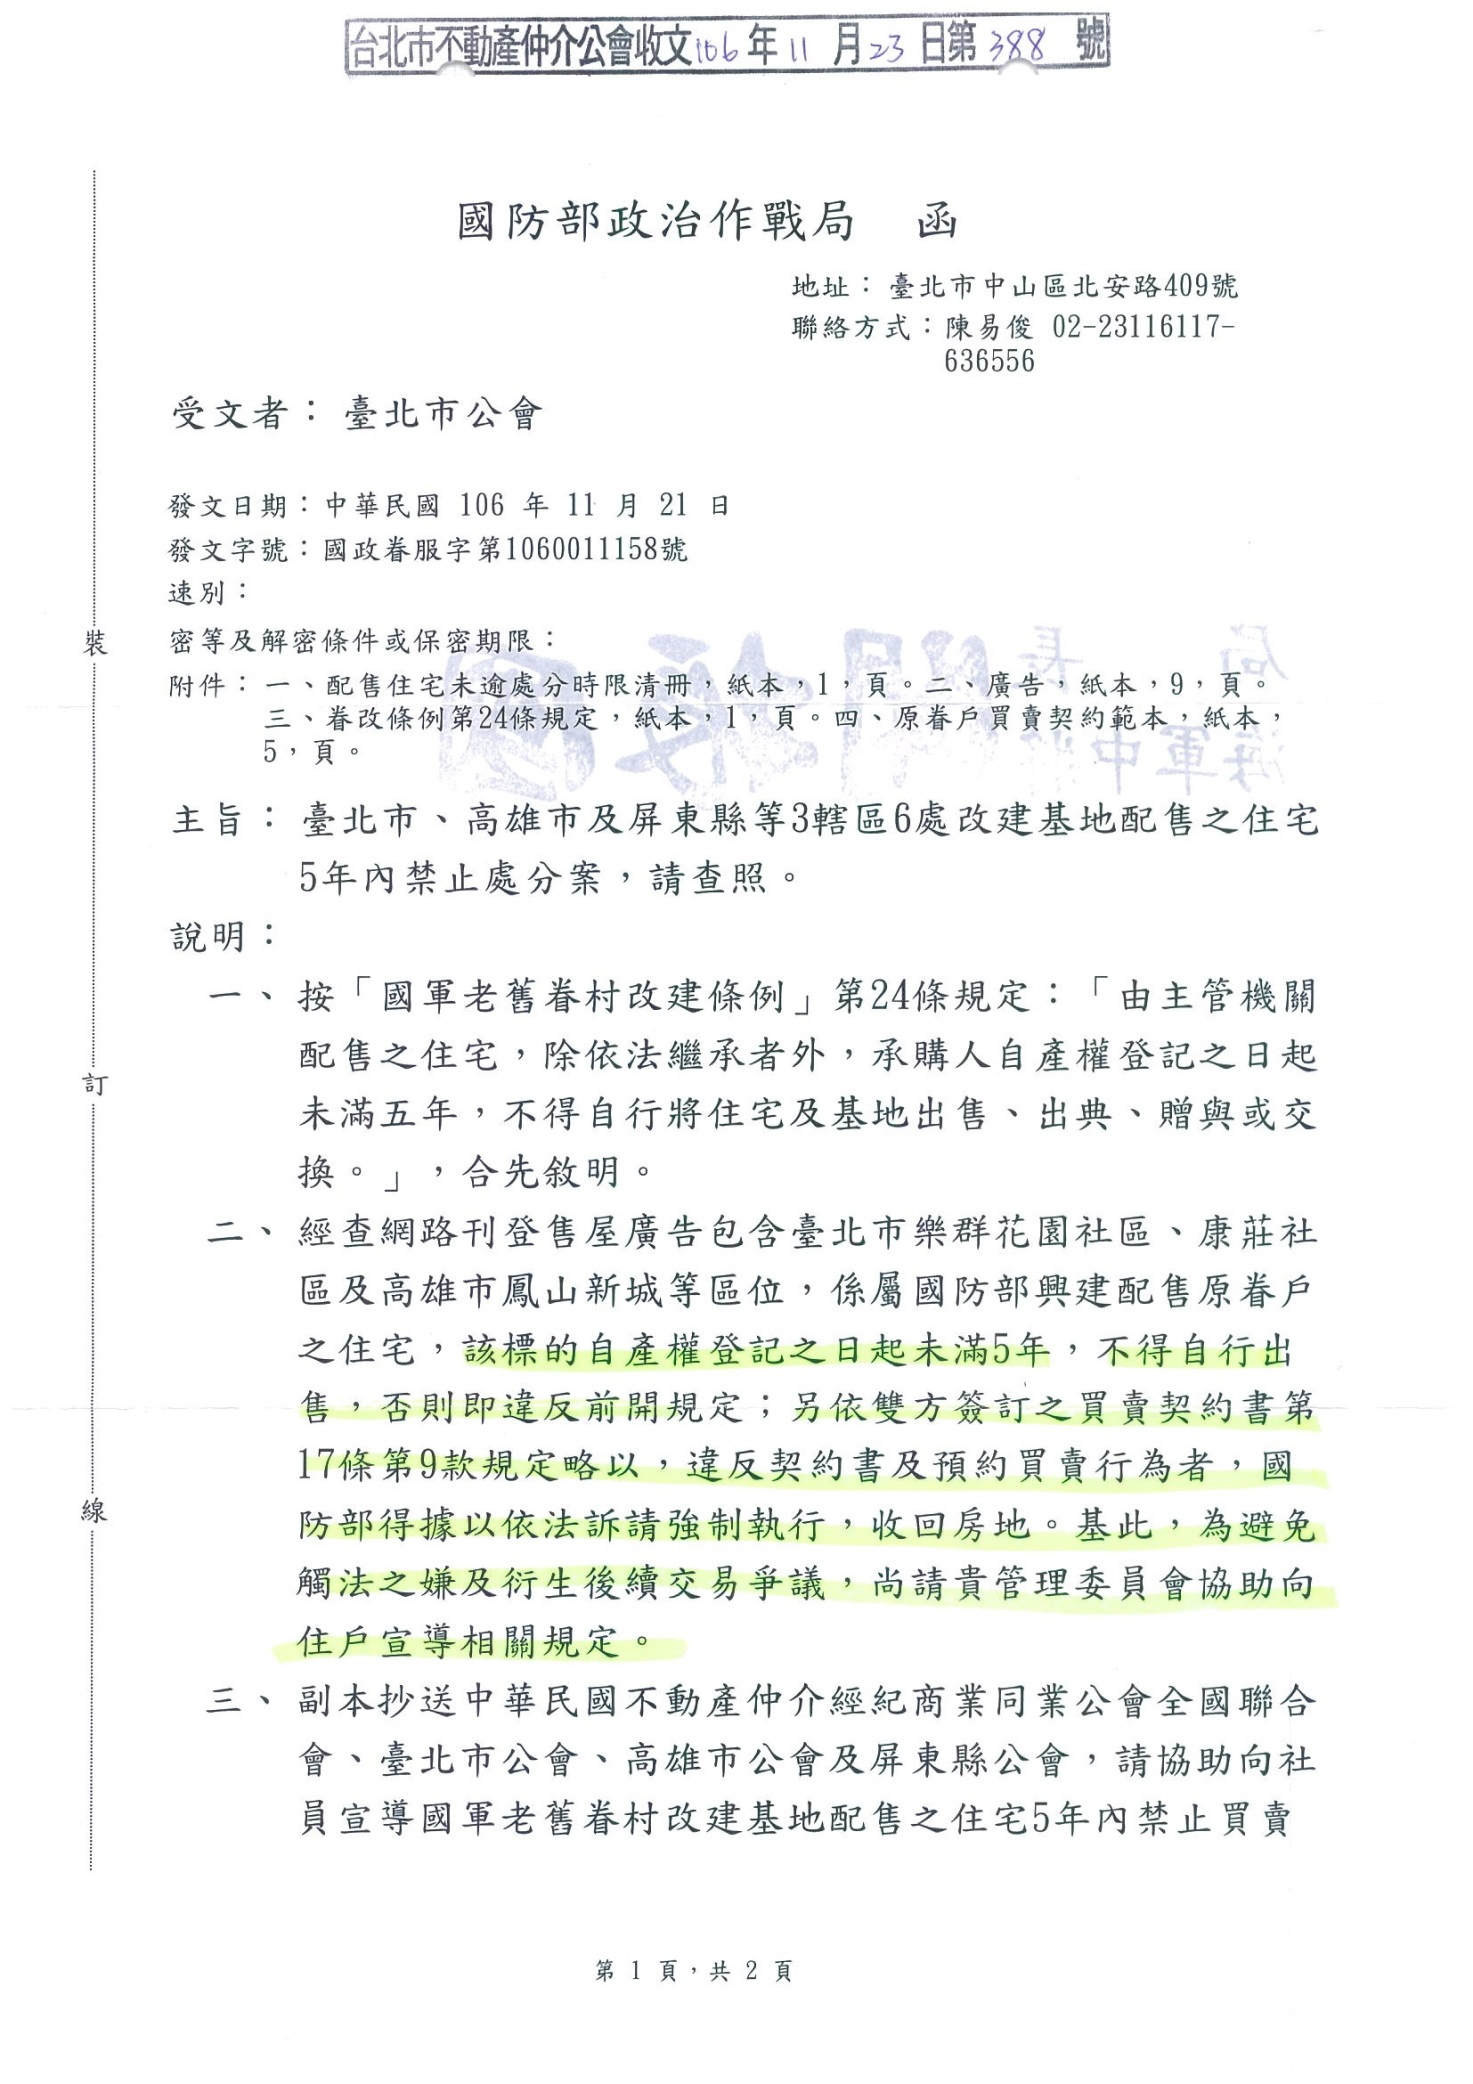 台北市不動產仲介公會收文106年11月23日第388號
國防部政治作戰局 函
地址：臺北市中山區北安路409號
聯絡方式：陳易俊 02-23116117-
636556
受文者：臺北市公會
發文日期：中華民國 106 年 11 月 21 日
發文字號：國政眷服字第1060011158號
速別：
密等及解密條件或保密期限：
附件：一、配售住宅未逾處分時限清冊，紙本，1，頁。二、廣告，紙本，9，頁。
三、眷改條例第24條規定，紙本，1，頁。四、原眷戶買賣契約範本，紙本，
5，頁。
主旨：臺北市、高雄市及屏東縣等3轄區6處改建基地配售之住宅
5年內禁止處分案，請查照。
說明：
一、按「國軍老舊眷村改建條例」第24條規定：「由主管機關
配售之住宅，除依法繼承者外，承購人自產權登記之日起
未滿五年，不得自行將住宅及基地出售、出典、贈與或交
換。」，合先敘明。
二、經查網路刊登售屋廣告包含臺北市樂群花園社區、康莊社
區及高雄市鳳山新城等區位，係屬國防部興建配售原眷戶
之住宅，該標的自產權登記之日起未滿5年，不得自行出
售，否則即違反前開規定；另依雙方簽訂之買賣契約書第
17條第9款規定略以，違反契約書及預約買賣行為者，國
防部得據以依法訴請強制執行，收回房地。基此，為避免
觸法之嫌及衍生後續交易爭議，尚請貴管理委員會協助向
住戶宣導相關規定。
三、副本抄送中華民國不動產仲介經紀商業同業公會全國聯合
會、臺北市公會、高雄市公會及屏東縣公會，請協助向社
員宣導國軍老舊眷村改建基地配售之住宅5年內禁止買賣
裝
訂
線
第 1 頁，共 2 頁